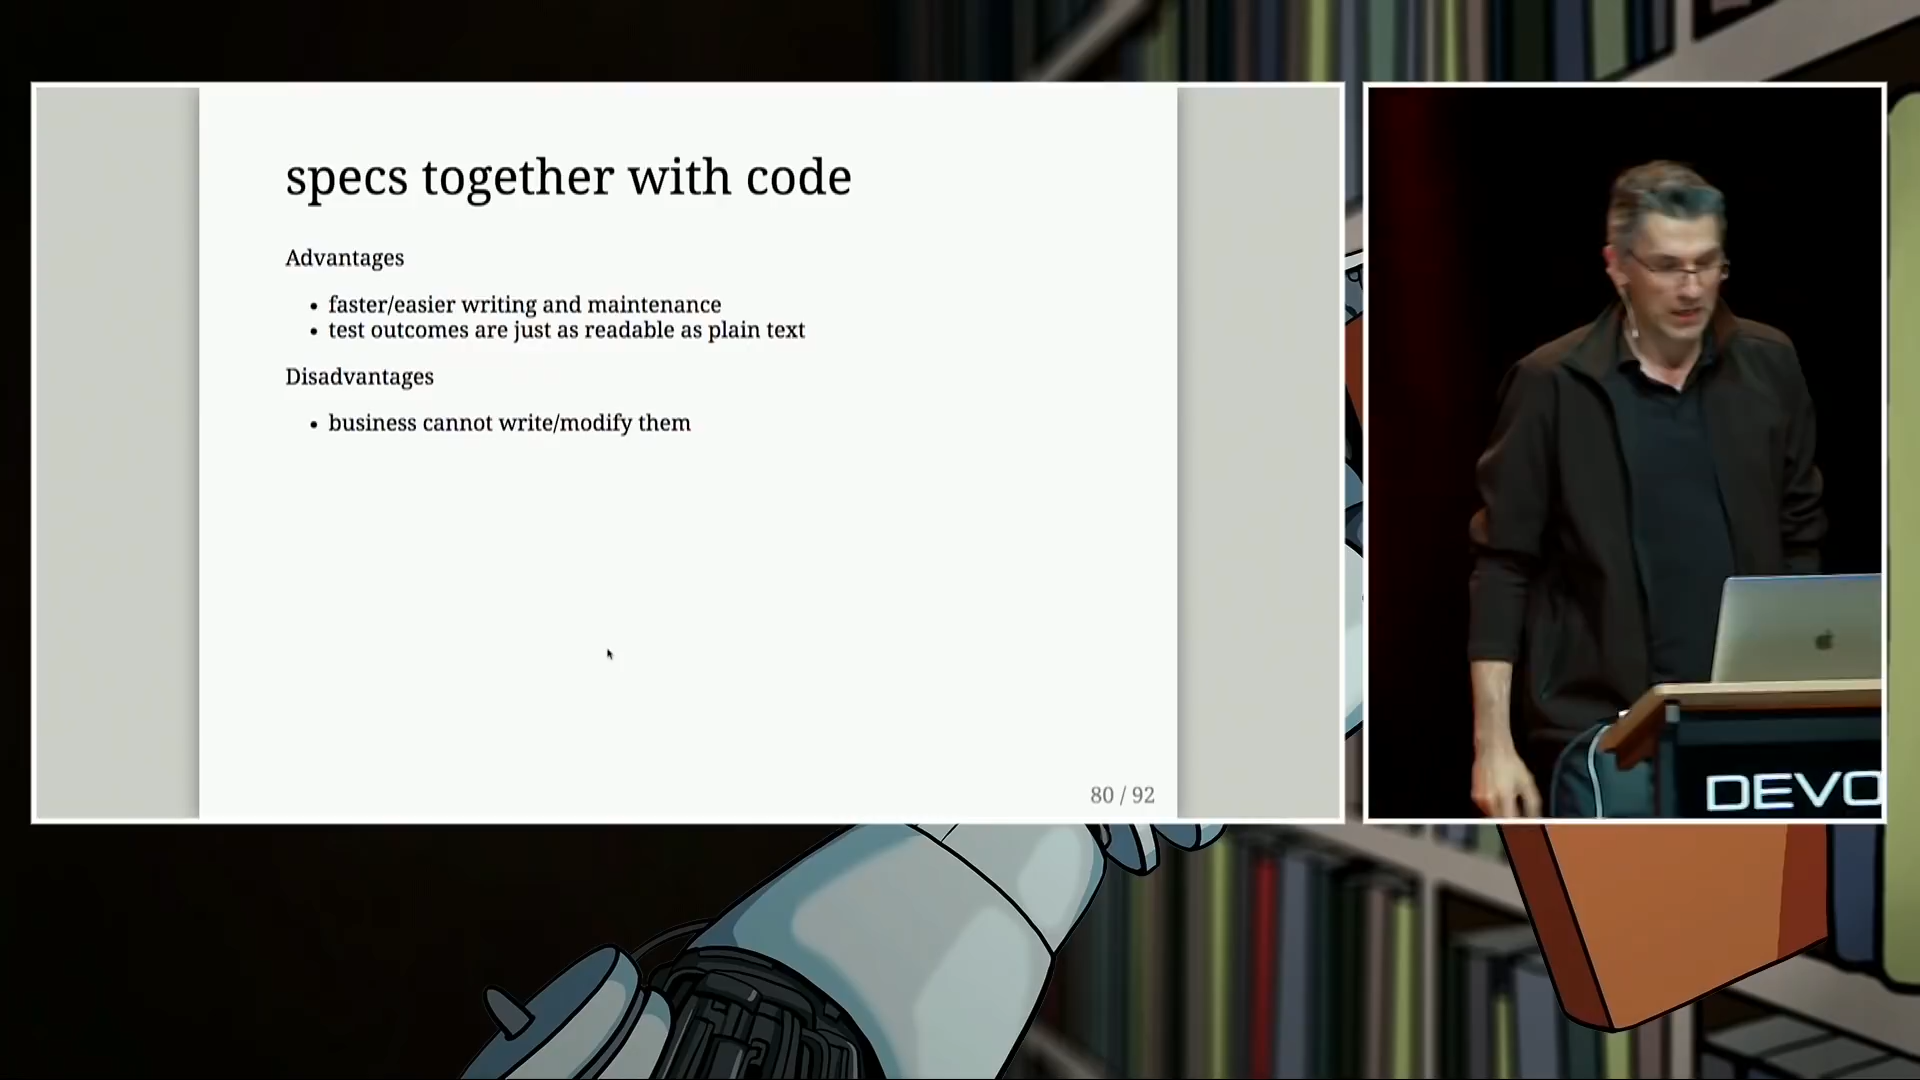 specs together with code
Advantages
• faster/easier writing and maintenance
• test outcomes are just as readable as plain text
Disadvantages
• business cannot write/modify them
80 / 92
DEVO